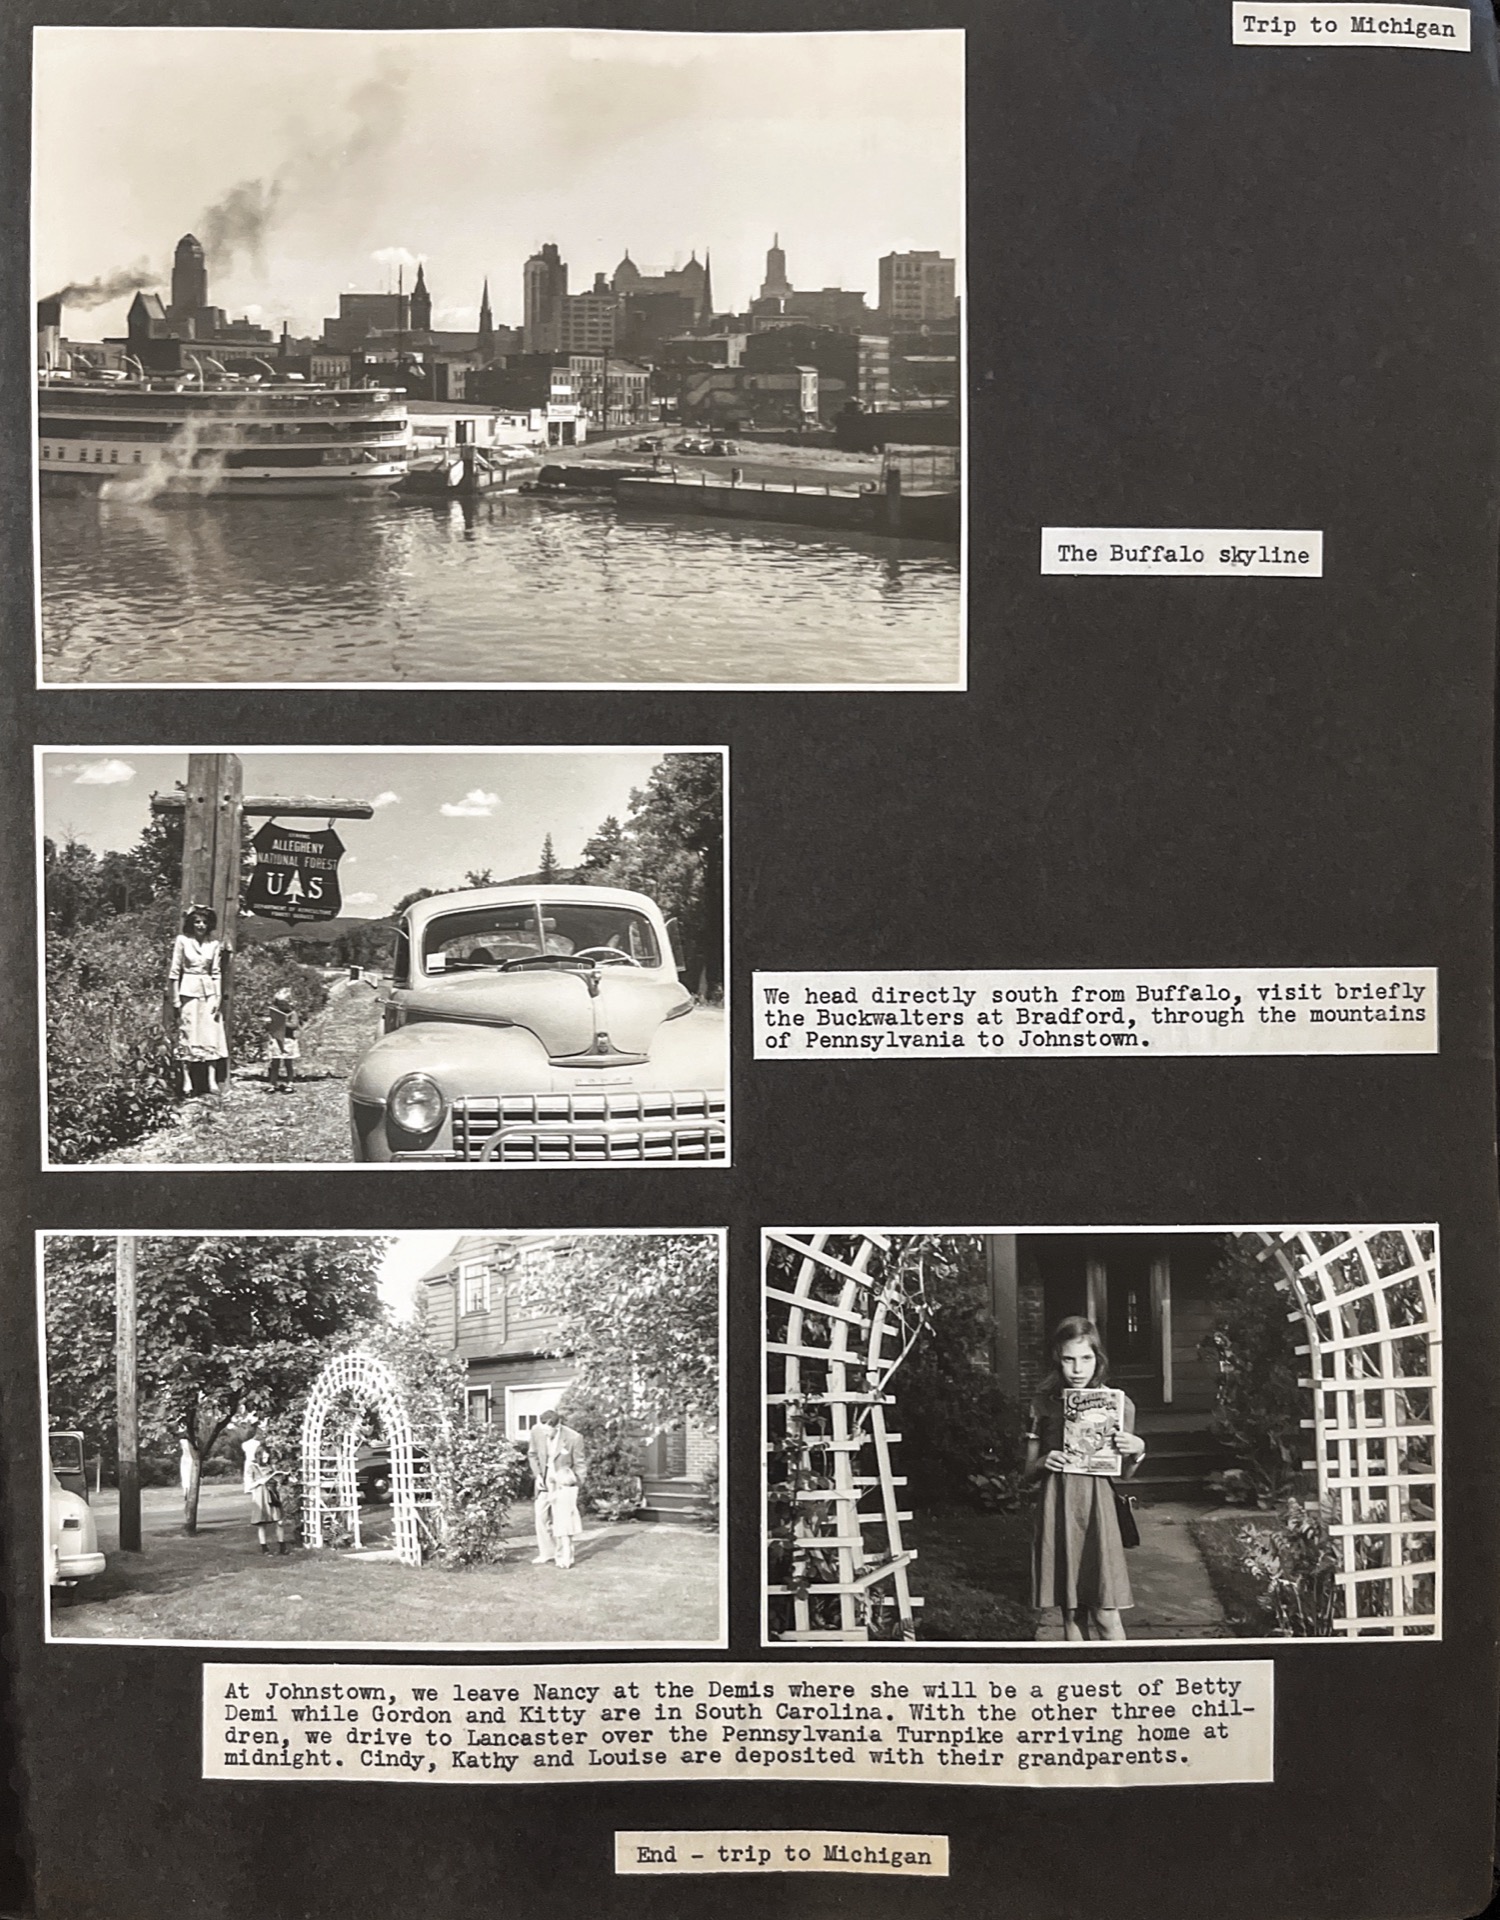 Trip to Michigan
The Buffalo skyline
ALLEGHENY
NATIONAL FOREST
U S
DEPARTMENT OF AGRICULTURE
FOREST SERVICE
We head directly south from Buffalo, visit briefly
the Buckwalters at Bradford, through the mountains
of Pennsylvania to Johnstown.
DODGE
At Johnstown, we leave Nancy at the Demis where she will be a guest of Betty
Demi while Gordon and Kitty are in South Carolina. With the other three chil-
dren, we drive to Lancaster over the Pennsylvania Turnpike arriving home at
midnight. Cindy, Kathy and Louise are deposited with their grandparents.
End - trip to Michigan